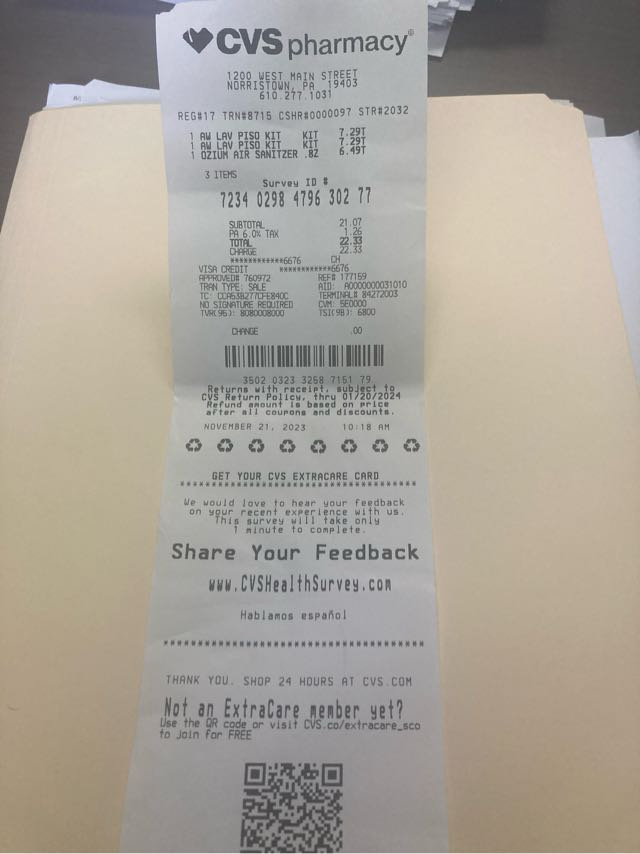 CVS pharmacy®
1200 WEST MAIN STREET
NORRISTOWN, PA 19403
610.277.1031
REG#17 TRN#8715 CSHR#0000097 STR#2032
1 AW LAV PISO KIT KIT 7.29T
1 AW LAV PISO KIT KIT 7.29T
1 OZIUM AIR SANITZER .8Z 6.49T
3 ITEMS
Survey ID #
7234 0298 4796 302 77
SUBTOTAL 21.07
PA 6.0% TAX 1.26
TOTAL 22.33
CHARGE 22.33
************6676 CH
VISA CREDIT ************6676
APPROVED# 760972 REF# 177159
TRAN TYPE: SALE AID: A0000000031010
TC: CCA53B277CFE840C TERMINAL# 84272003
NO SIGNATURE REQUIRED CVM: 5E0000
TVR(95): 8080008000 TSI(9B): 6800
CHANGE .00
3502 0323 3258 7151 79
Returns with receipt, subject to
CVS Return Policy, thru 01/20/2024
Refund amount is based on price
after all coupons and discounts.
NOVEMBER 21, 2023 10:18 AM
GET YOUR CVS EXTRACARE CARD
****************************************
We would love to hear your feedback
on your recent experience with us.
This survey will take only
1 minute to complete.
Share Your Feedback
www.CVSHealthSurvey.com
Hablamos español
****************************************
THANK YOU. SHOP 24 HOURS AT CVS.COM
Not an ExtraCare member yet?
Use the QR code or visit CVS.co/extracare_sco
to join for FREE